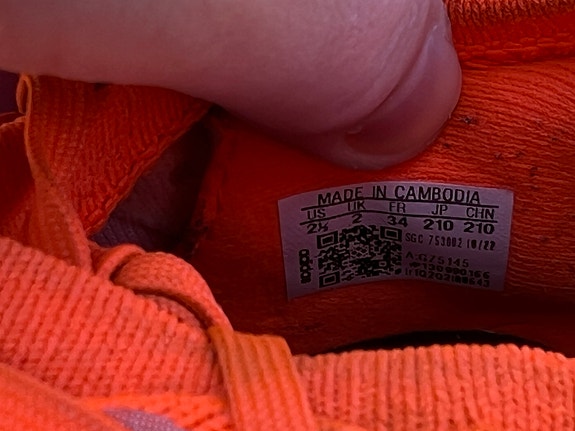 MADE IN CAMBODIA
US UK FR JP CHN
2½ 2 34 210 210
SGC 753002 10/22
A:GZ5145